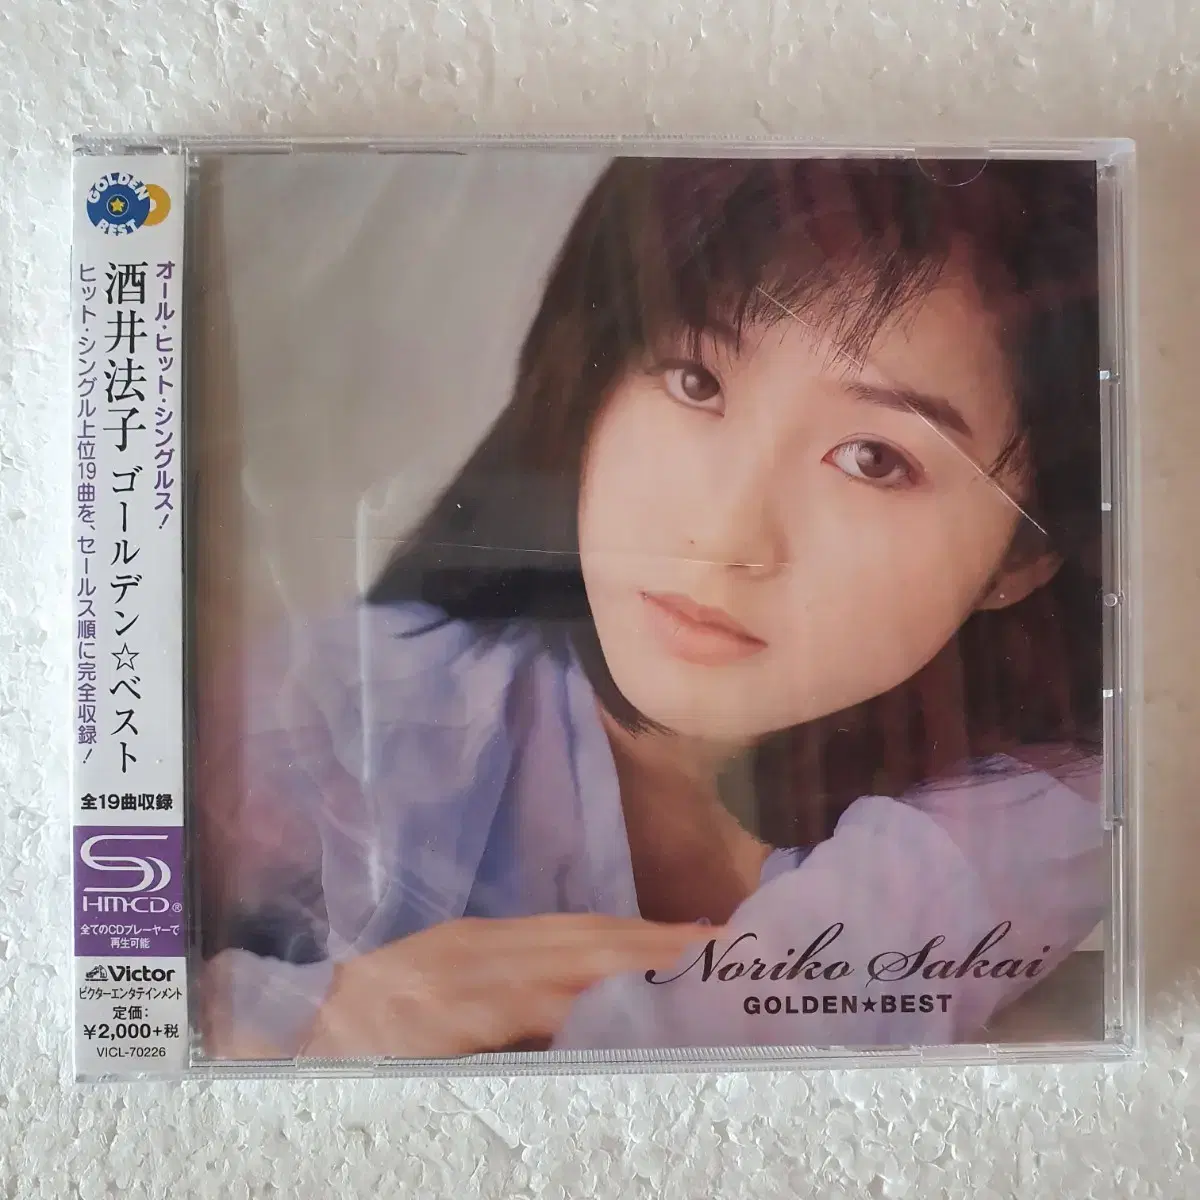 GOLDEN
BEST
オール・ヒット・シングルス！
酒井法子 ゴールデン☆ベスト
ヒット・シングル上位19曲を、セールス順に完全収録！
全19曲収録
SHM-CD®
全てのCDプレーヤーで
再生可能
Victor
ビクターエンタテインメント
定価:
￥2,000+税
VICL-70226
Noriko Sakai
GOLDEN★BEST